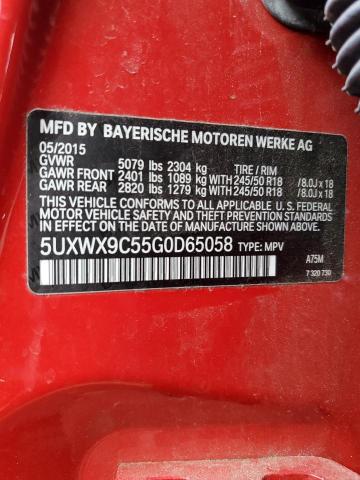 MFD BY BAYERISCHE MOTOREN WERKE AG
05/2015
GVWR 5079 lbs 2304 kg TIRE / RIM
GAWR FRONT 2401 lbs 1089 kg WITH 245/50 R18 / 8.0J x 18
GAWR REAR 2820 lbs 1279 kg WITH 245/50 R18 / 8.0J x 18
THIS VEHICLE CONFORMS TO ALL APPLICABLE U.S. FEDERAL
MOTOR VEHICLE SAFETY AND THEFT PREVENTION STANDARDS
IN EFFECT ON THE DATE OF MANUFACTURE SHOWN ABOVE.
5UXWX9C55G0D65058 TYPE: MPV
A75M
7 320 730